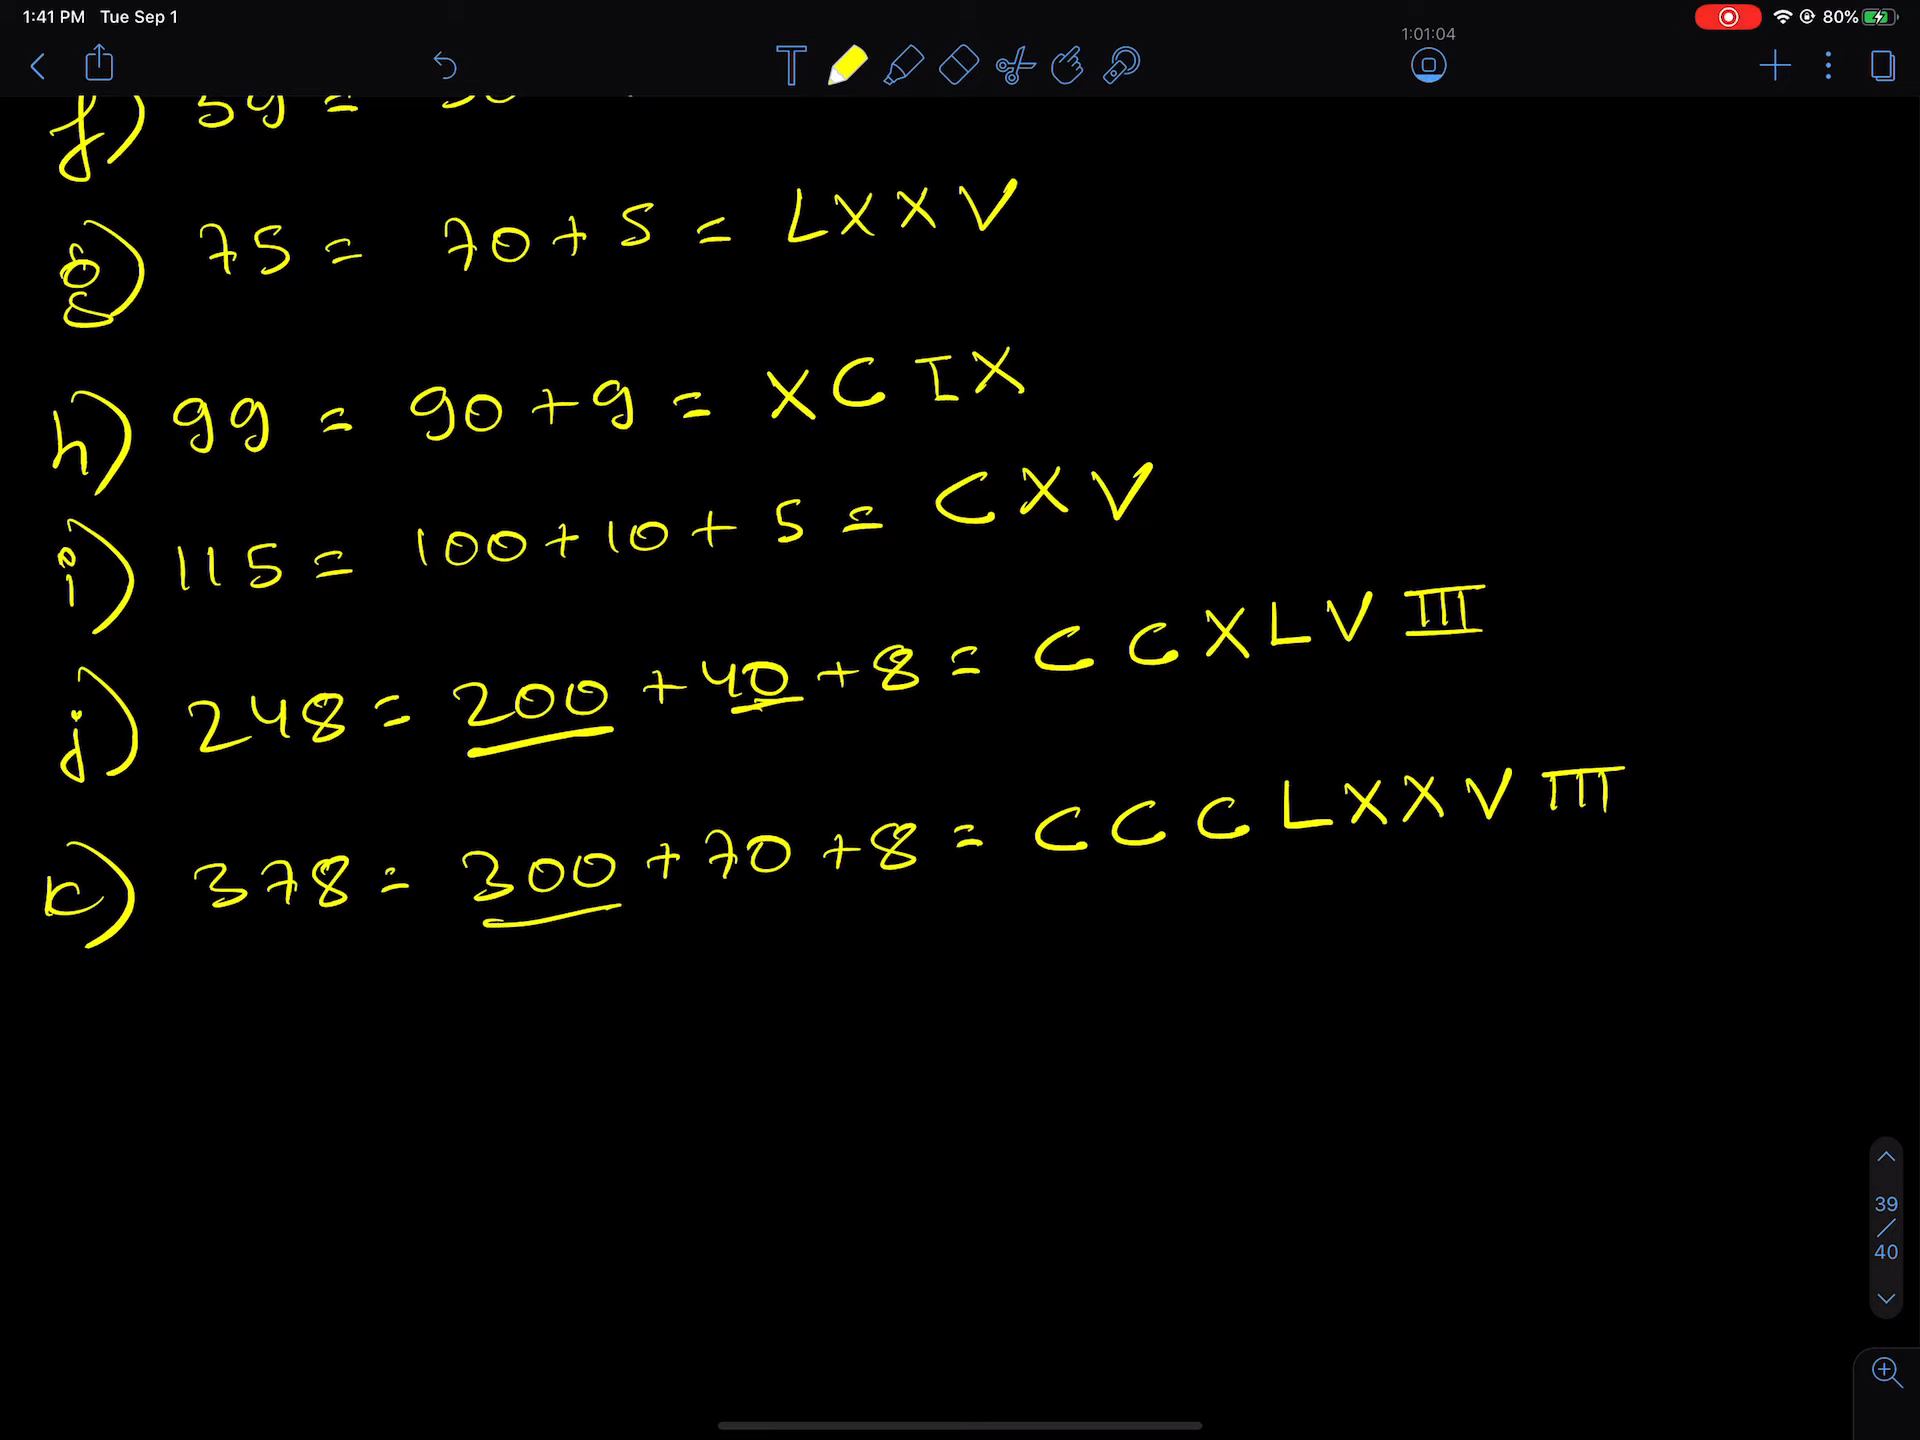 1:41 PM Tue Sep 1
80%
1:01:04
T
f) 59 =
g) 75 = 70 + 5 = LXXV
h) 99 = 90 + 9 = XCIX
i) 115 = 100 + 10 + 5 = CXV
j) 248 = 200 + 40 + 8 = CCXLVIII
k) 378 = 300 + 70 + 8 = CCCLXXVIII
39
/
40